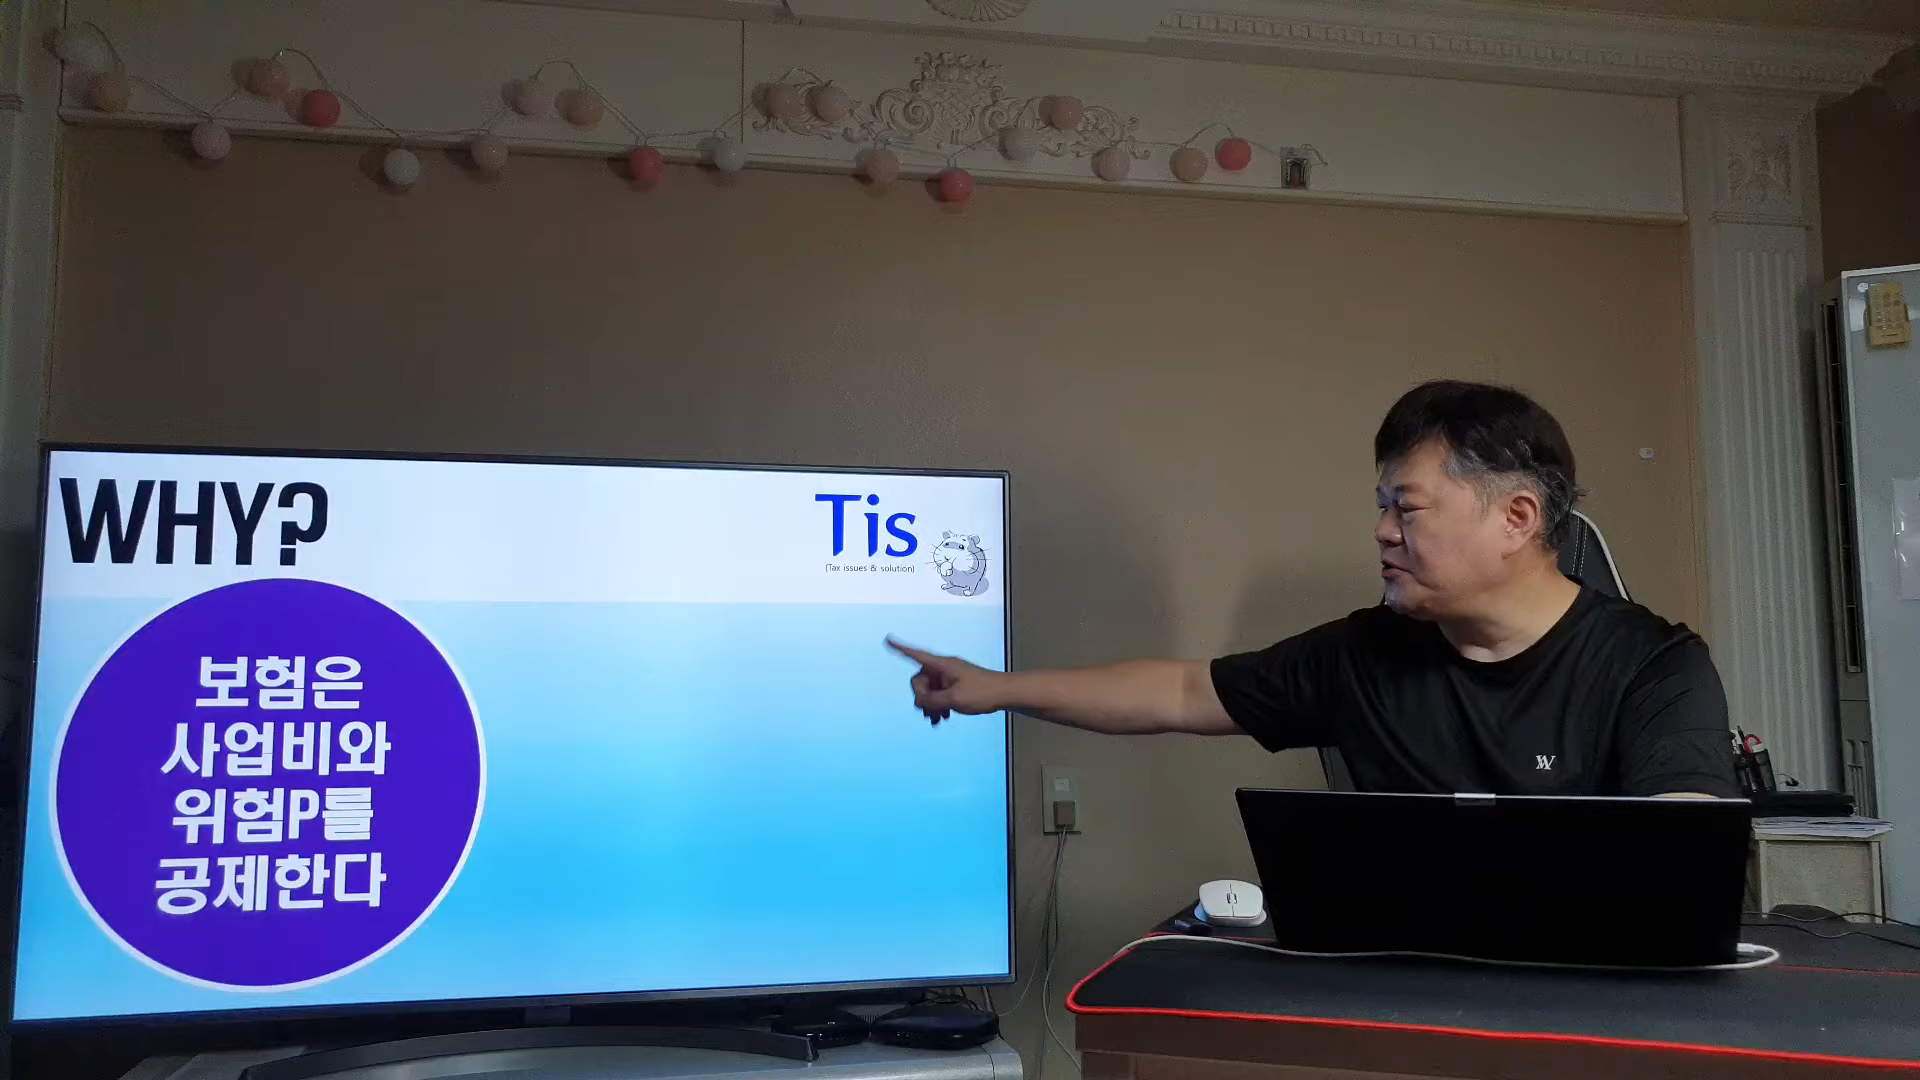 WHY?
Tis
(Tax issues & solution)
보험은
사업비와
위험P를
공제한다
W